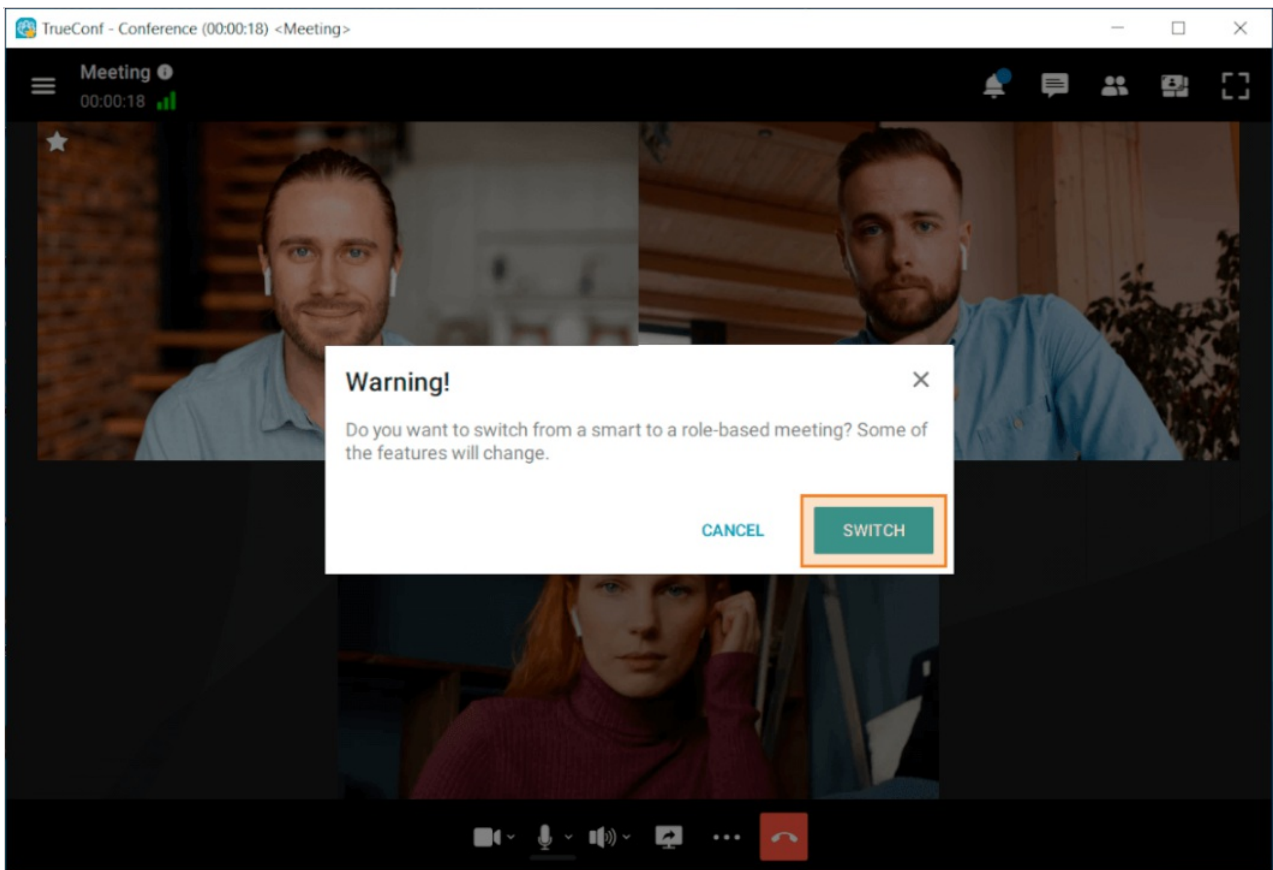 TrueConf - Conference (00:00:18) <Meeting>
Meeting
00:00:18
Warning!
Do you want to switch from a smart to a role-based meeting? Some of
the features will change.
CANCEL
SWITCH